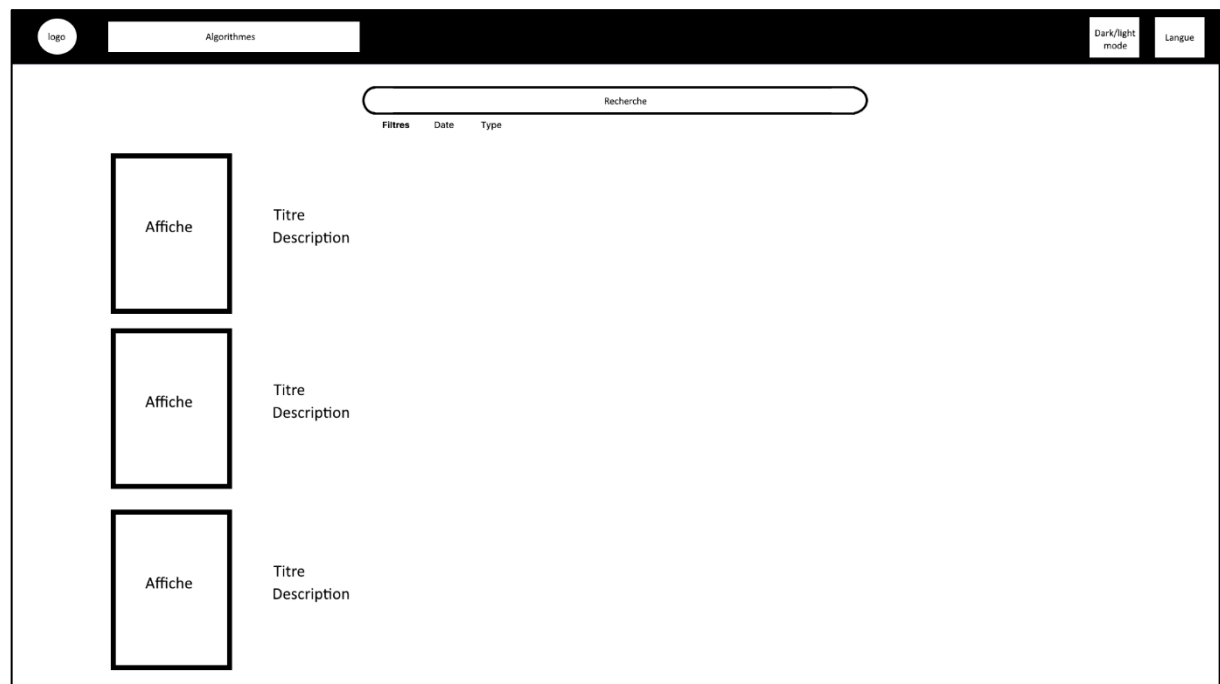 logo
Algorithmes
Dark/light
mode
Langue
Recherche
Filtres Date Type
Affiche
Titre
Description
Affiche
Titre
Description
Affiche
Titre
Description